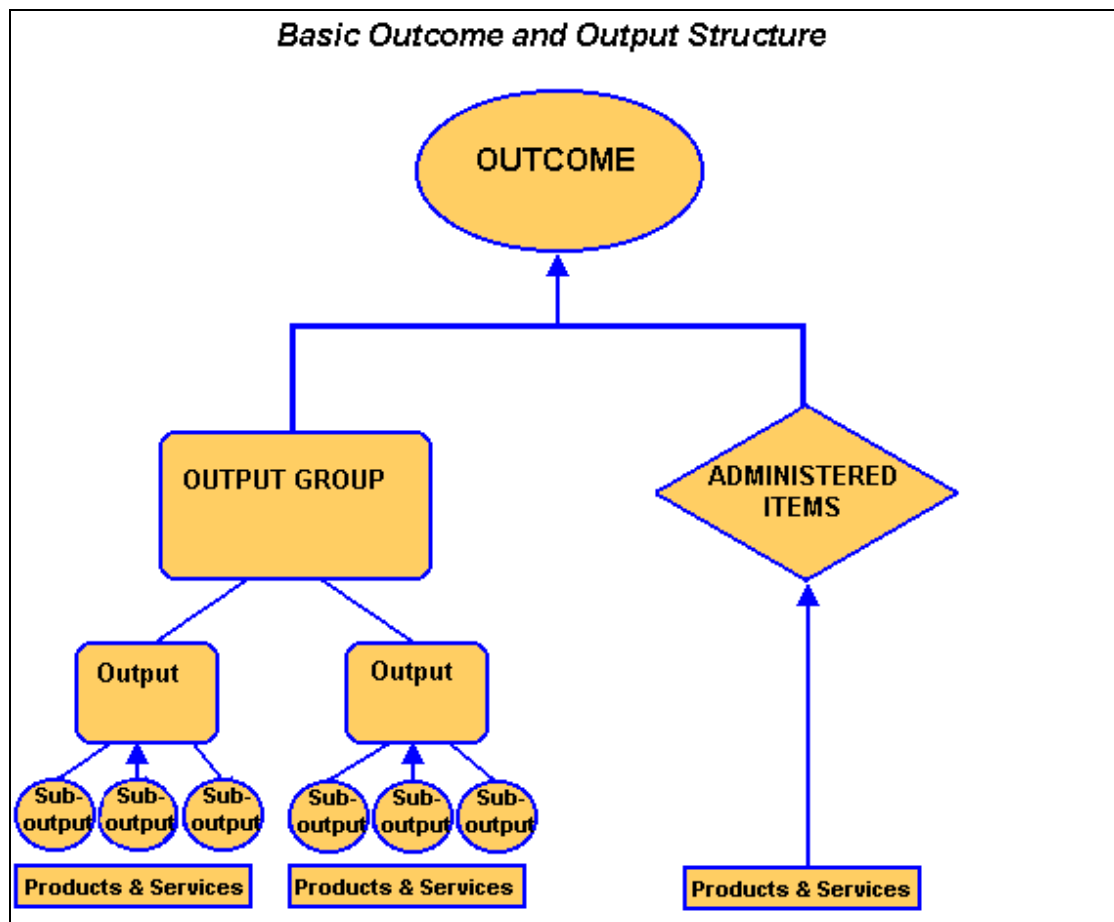 Basic Outcome and Output Structure
OUTCOME
OUTPUT GROUP
ADMINISTERED
ITEMS
Output
Output
Sub-
output
Sub-
output
Sub-
output
Sub-
output
Sub-
output
Sub-
output
Products & Services
Products & Services
Products & Services